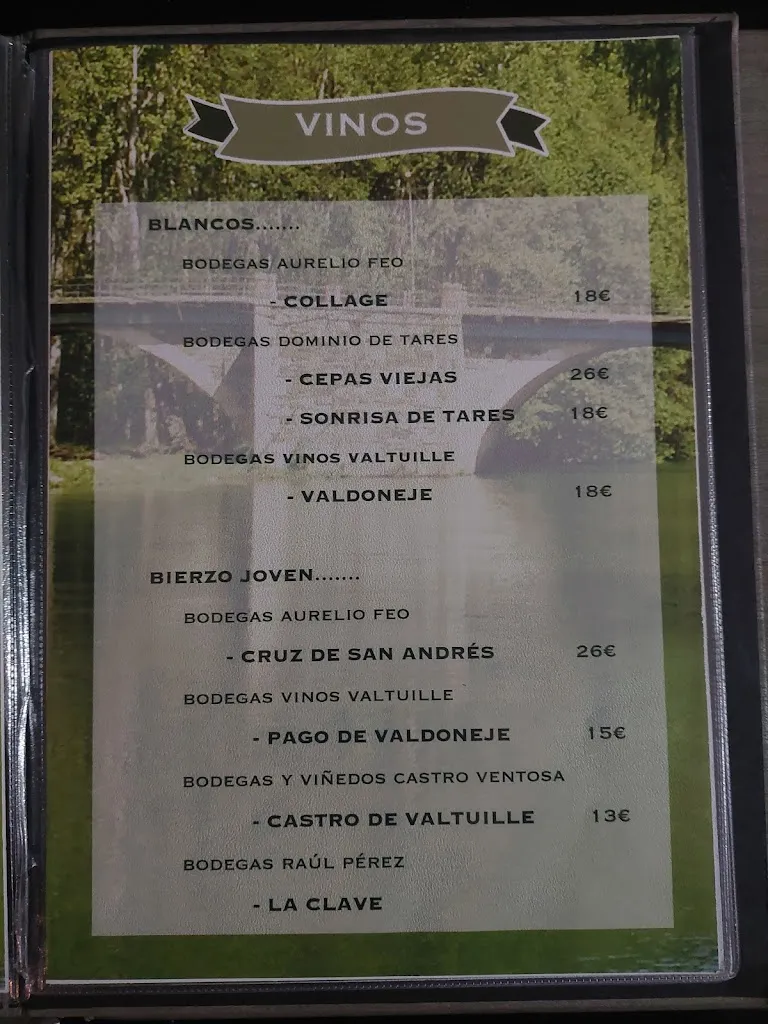 VINOS
BLANCOS.......
BODEGAS AURELIO FEO
- COLLAGE 18€
BODEGAS DOMINIO DE TARES
- CEPAS VIEJAS 26€
- SONRISA DE TARES 18€
BODEGAS VINOS VALTUILLE
- VALDONEJE 18€
BIERZO JOVEN.......
BODEGAS AURELIO FEO
- CRUZ DE SAN ANDRÉS 26€
BODEGAS VINOS VALTUILLE
- PAGO DE VALDONEJE 15€
BODEGAS Y VIÑEDOS CASTRO VENTOSA
- CASTRO DE VALTUILLE 13€
BODEGAS RAÚL PÉREZ
- LA CLAVE